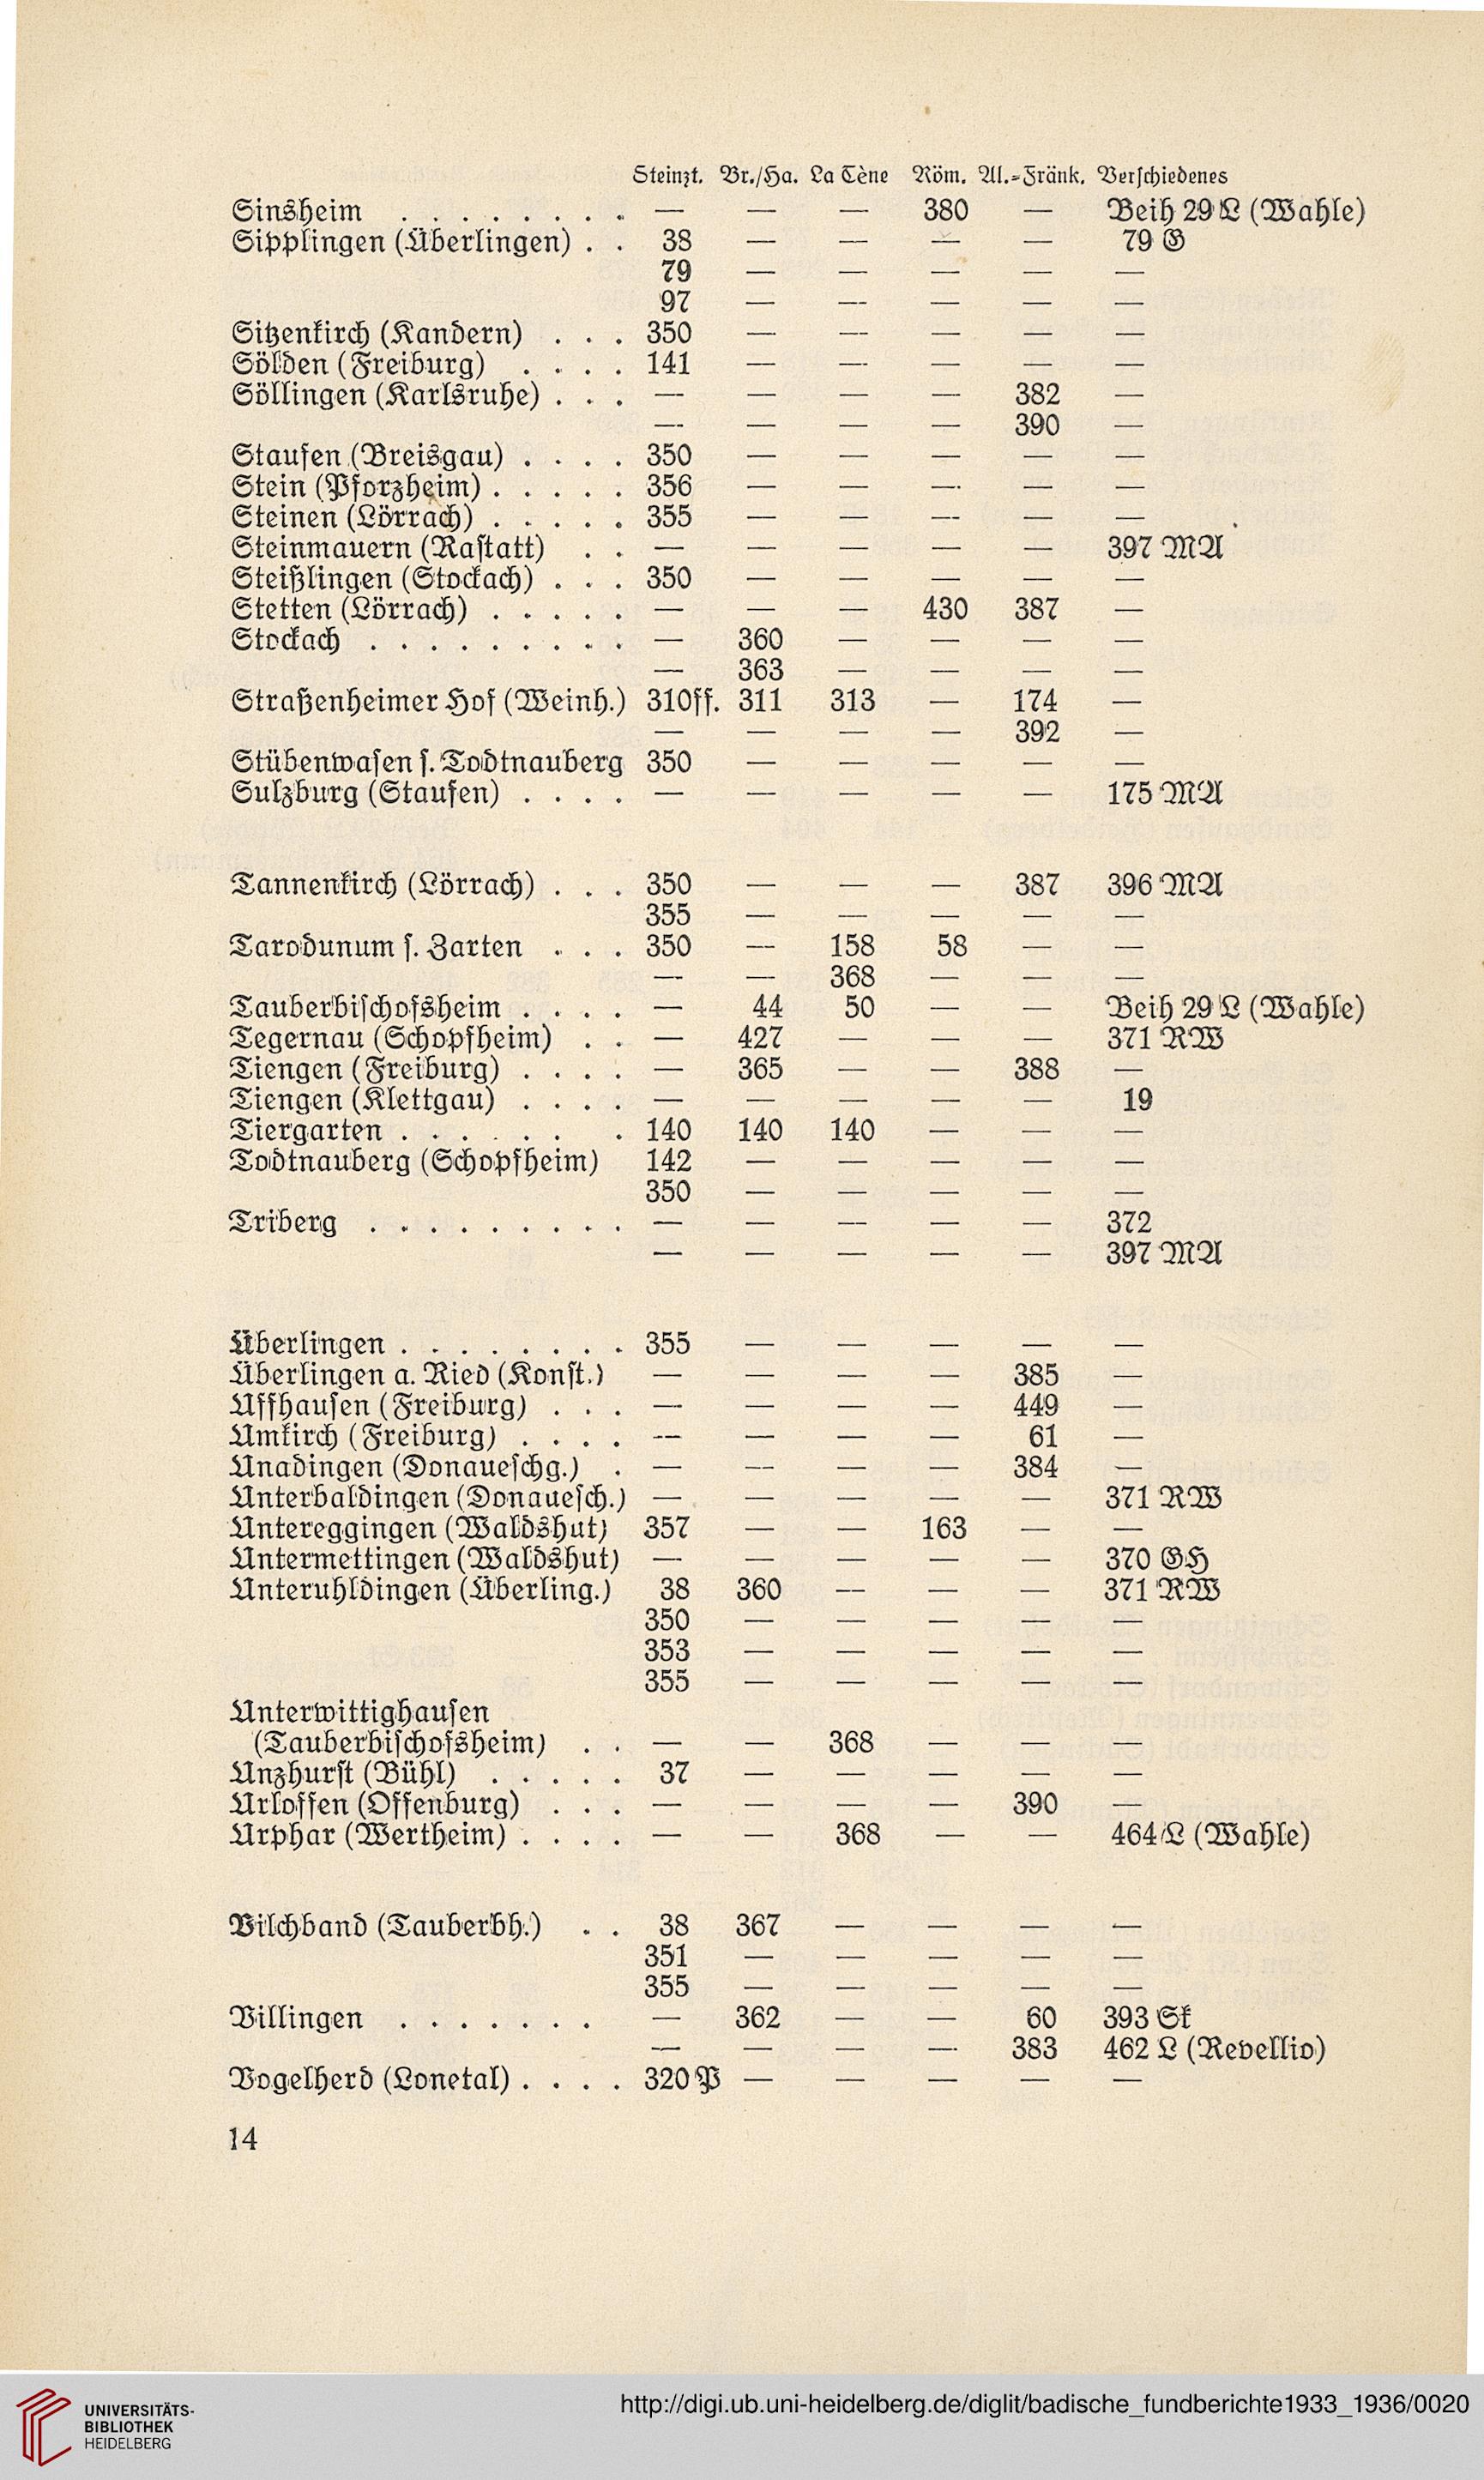 Steinzt. Br./Ha. La Tène Röm. Al.-Fränk. Verschiedenes
Sinsheim . . . . . . . . — — — 380 — Beih 29 L (Wahle)
Sipplingen (Überlingen) . . 38 — — — — 79 G
79 — — — — —
97 — — — — —
Sitzenkirch (Kandern) . . . 350 — — — — —
Sölden (Freiburg) . . . . 141 — — — — —
Söllingen (Karlsruhe) . . . — — — — 382 —
— — — — 390 —
Staufen (Breisgau) . . . . 350 — — — — —
Stein (Pforzheim) . . . . . 356 — — — — —
Steinen (Lörrach) . . . . . 355 — — — — —
Steinmauern (Rastatt) . . — — — — — 397 MA
Steißlingen (Stockach) . . . 350 — — — — —
Stetten (Lörrach) . . . . . — — — 430 387 —
Stockach . . . . . . . . . — 360 — — — —
— 363 — — — —
Straßenheimer Hof (Weinh.) 310ff. 311 313 — 174 —
— — — — 392 —
Stübenwasen s. Todtnauberg 350 — — — — —
Sulzburg (Staufen) . . . . — — — — — 175 MA
Tannenkirch (Lörrach) . . . 350 — — — 387 396 MA
355 — — — — —
Tarodunum s. Zarten . . . 350 — 158 58 — —
— — 368 — — —
Tauberbischofsheim . . . . — 44 50 — — Beih 29 L (Wahle)
Tegernau (Schopfheim) . . — 427 — — — 371 RW
Tiengen (Freiburg) . . . . — 365 — — 388 —
Tiengen (Klettgau) . . . . — — — — — 19
Tiergarten . . . . . . . 140 140 140 — — —
Todtnauberg (Schopfheim) 142 — — — — —
350 — — — — —
Triberg . . . . . . . . . — — — — — 372
— — — — — 397 MA
Überlingen . . . . . . . . 355 — — — — —
Überlingen a. Ried (Konst.) — — — — 385 —
Uffhausen (Freiburg) . . . — — — — 449 —
Umkirch (Freiburg) . . . . — — — — 61 —
Unadingen (Donaueschg.) . — — — — 384 —
Unterbaldingen (Donauesch.) — — — — — 371 RW
Untereggingen (Waldshut) 357 — — 163 — —
Untermettingen (Waldshut) — — — — — 370 GH
Unteruhldingen (Überling.) 38 360 — — — 371 RW
350 — — — — —
353 — — — — —
355 — — — — —
Unterwittighausen
(Tauberbischofsheim) . . — — 368 — — —
Unzhurst (Bühl) . . . . . 37 — — — — —
Urloffen (Offenburg) . . . — — — — 390 —
Urphar (Wertheim) . . . . — — 368 — — 464 L (Wahle)
Vilchband (Tauberbh.) . . 38 367 — — — —
351 — — — — —
355 — — — — —
Villingen . . . . . . . — 362 — — 60 393 Sk
— — — — 383 462 L (Revellio)
Vogelherd (Lonetal) . . . . 320 P — — — — —
14
UNIVERSITÄTS-
BIBLIOTHEK
HEIDELBERG
http://digi.ub.uni-heidelberg.de/diglit/badische_fundberichte1933_1936/0020